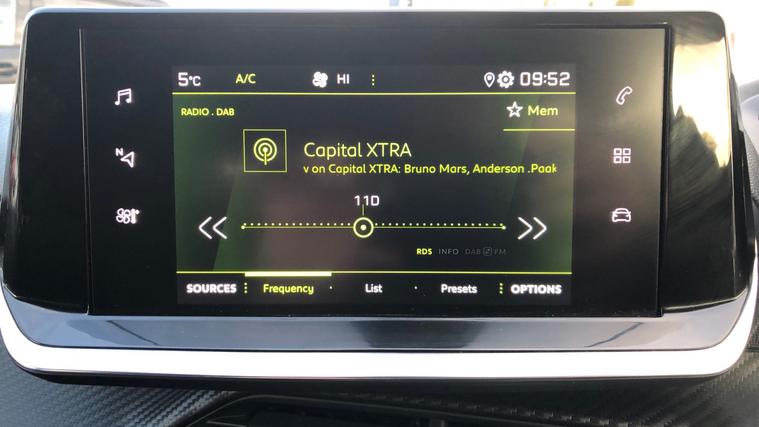 5°C A/C HI 09:52
RADIO . DAB
Mem
Capital XTRA
v on Capital XTRA: Bruno Mars, Anderson .Paak
11D
RDS INFO DAB FM
SOURCES Frequency List Presets OPTIONS
N